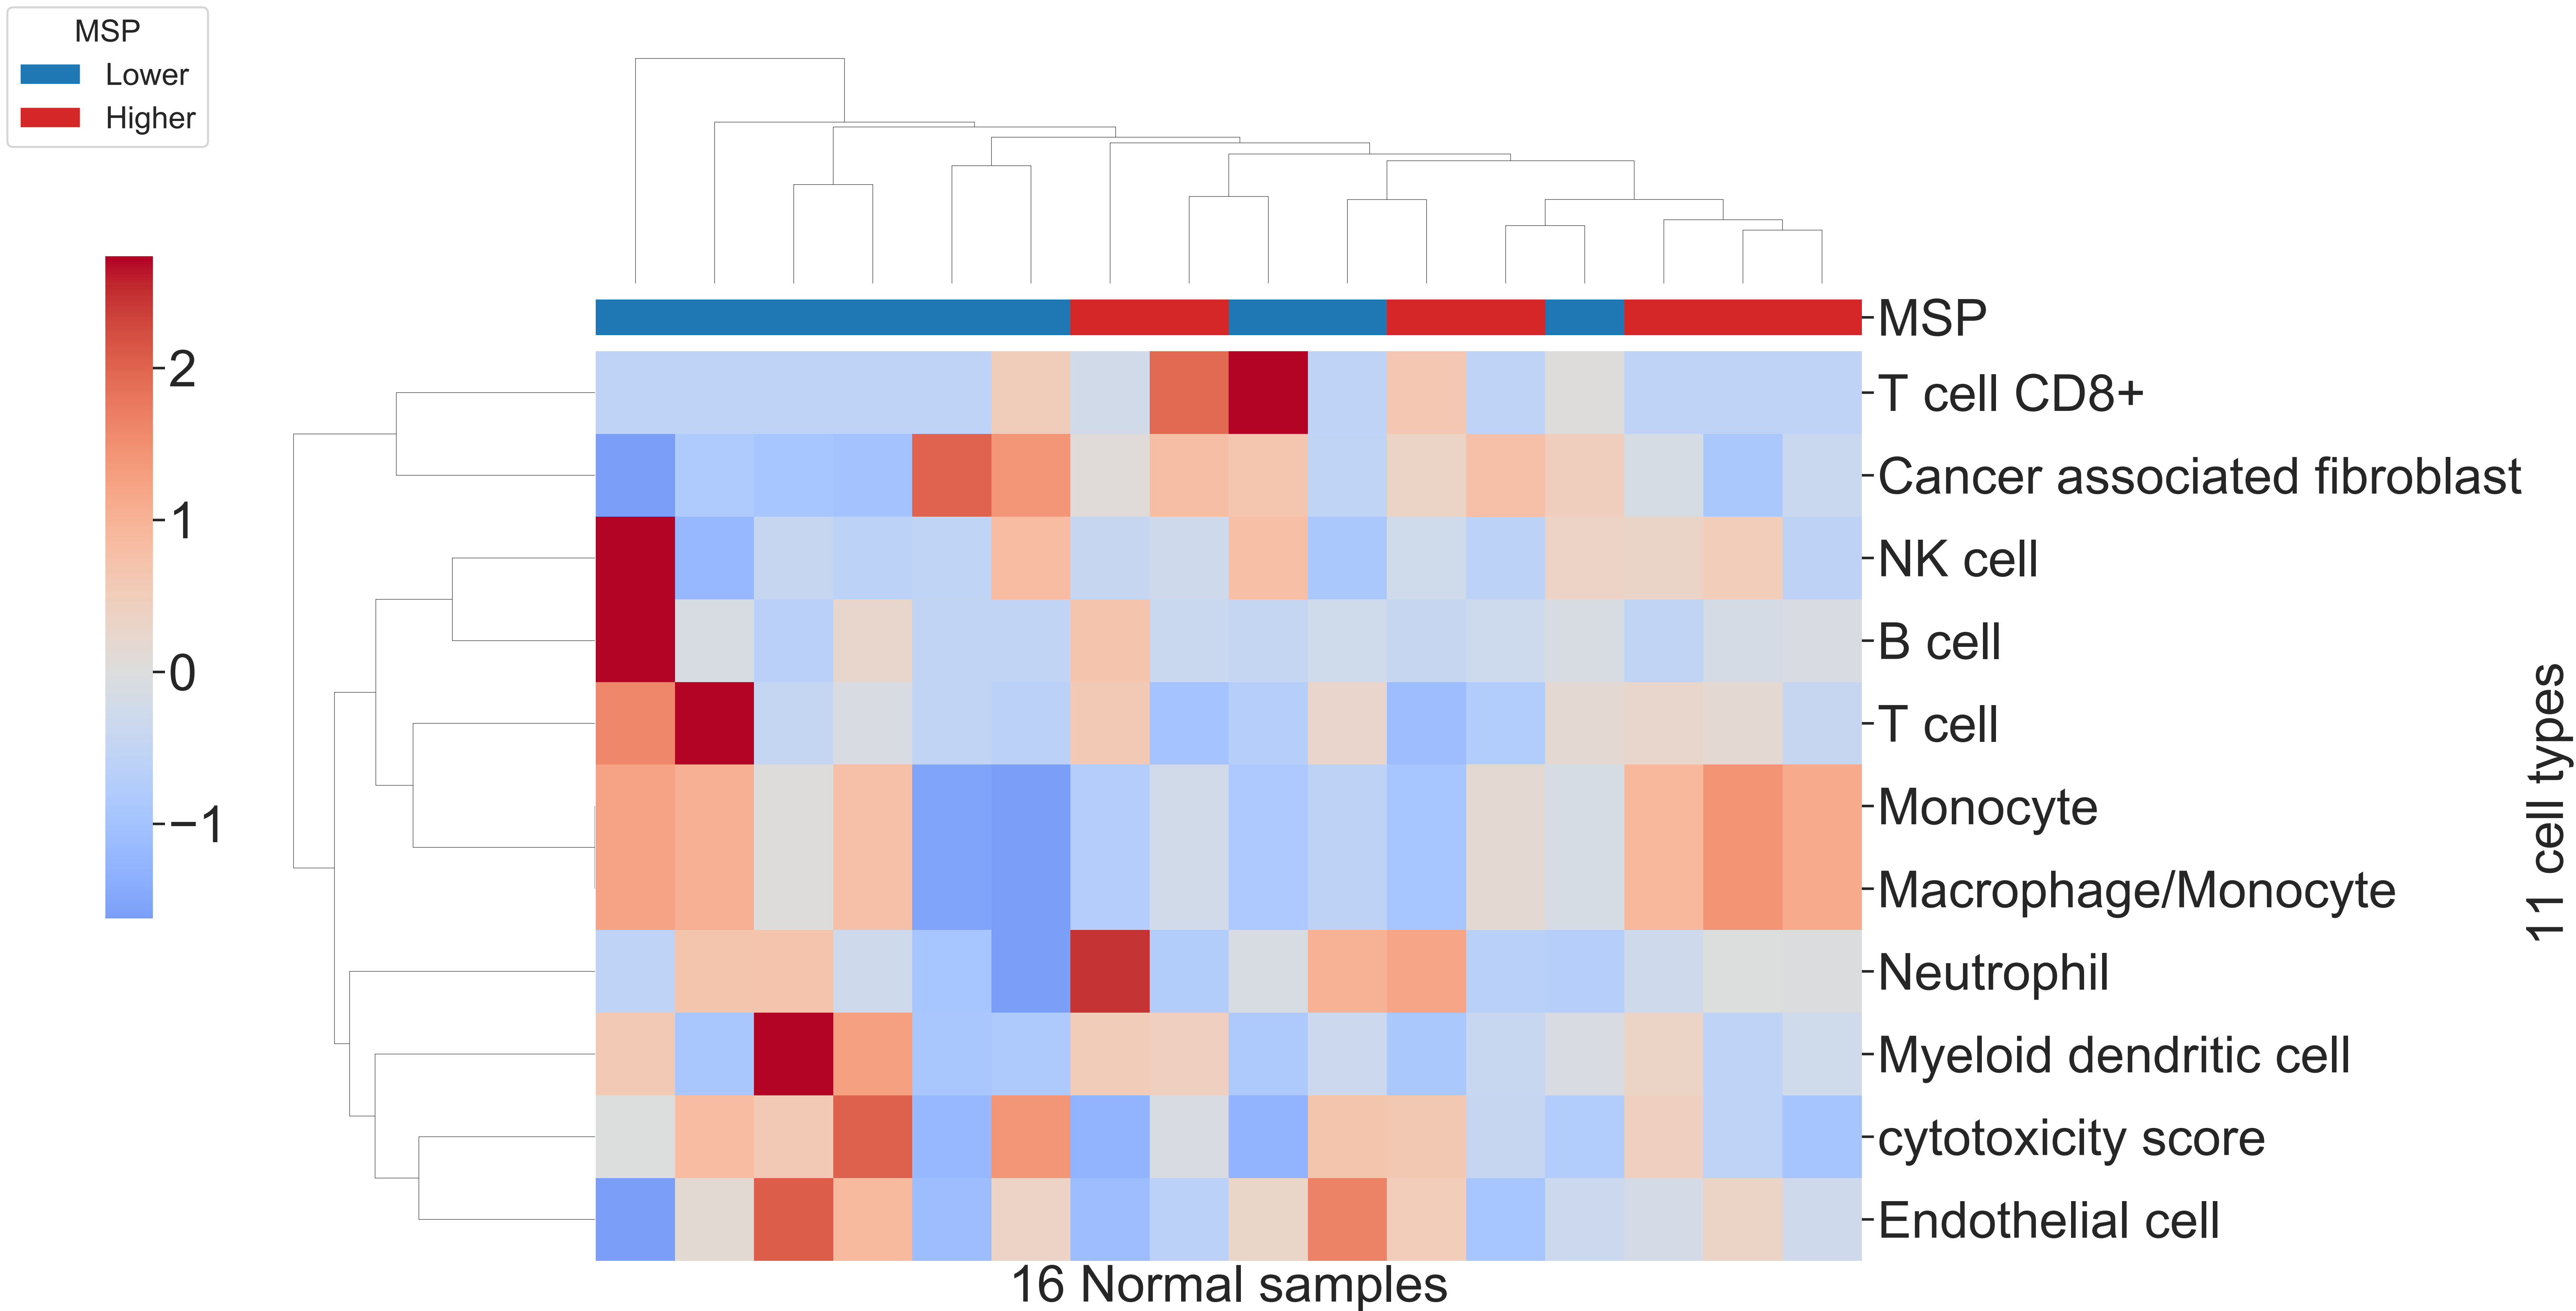 MSP
Lower
Higher
2
1
0
−1
MSP
T cell CD8+
Cancer associated fibroblast
NK cell
B cell
T cell
Monocyte
Macrophage/Monocyte
Neutrophil
Myeloid dendritic cell
cytotoxicity score
Endothelial cell
11 cell types
16 Normal samples